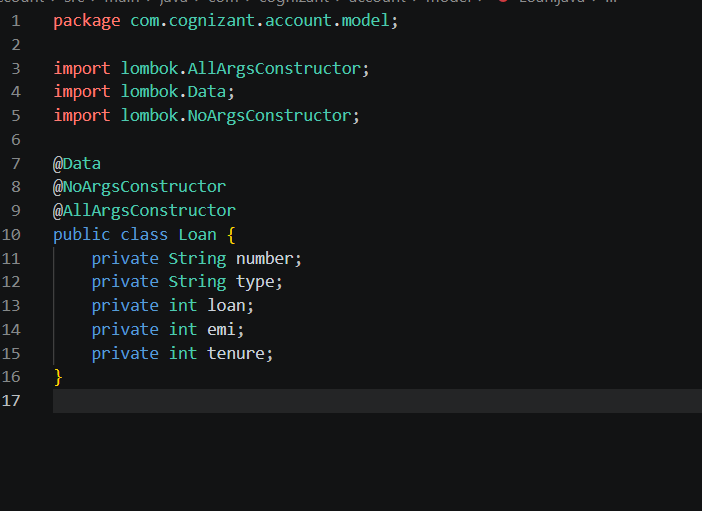 package com.cognizant.account.model;
import lombok.AllArgsConstructor;
import lombok.Data;
import lombok.NoArgsConstructor;
@Data
@NoArgsConstructor
@AllArgsConstructor
public class Loan {
private String number;
private String type;
private int loan;
private int emi;
private int tenure;
}